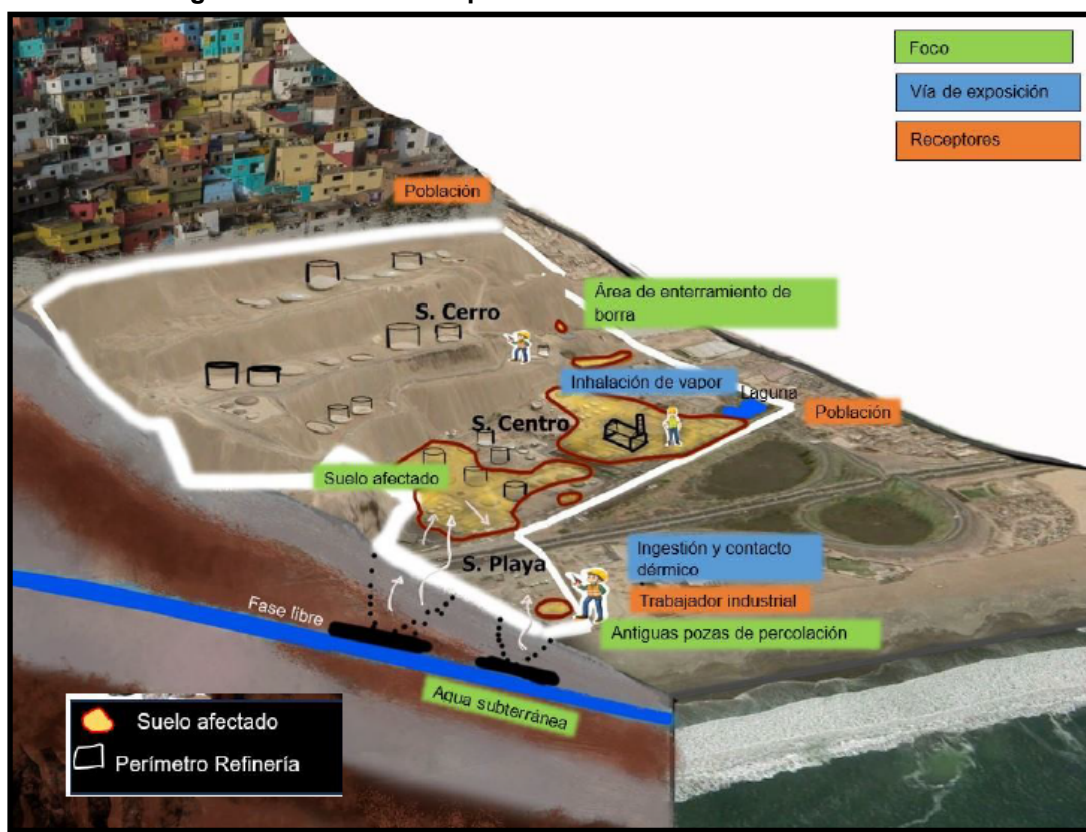 Foco
Vía de exposición
Receptores
Población
Área de enterramiento de
borra
S. Cerro
Inhalación de vapor
Laguna
S. Centro
Población
Suelo afectado
Ingestión y contacto
dérmico
S. Playa
Trabajador industrial
Fase libre
Antiguas pozas de percolación
Agua subterránea
Suelo afectado
Perímetro Refinería